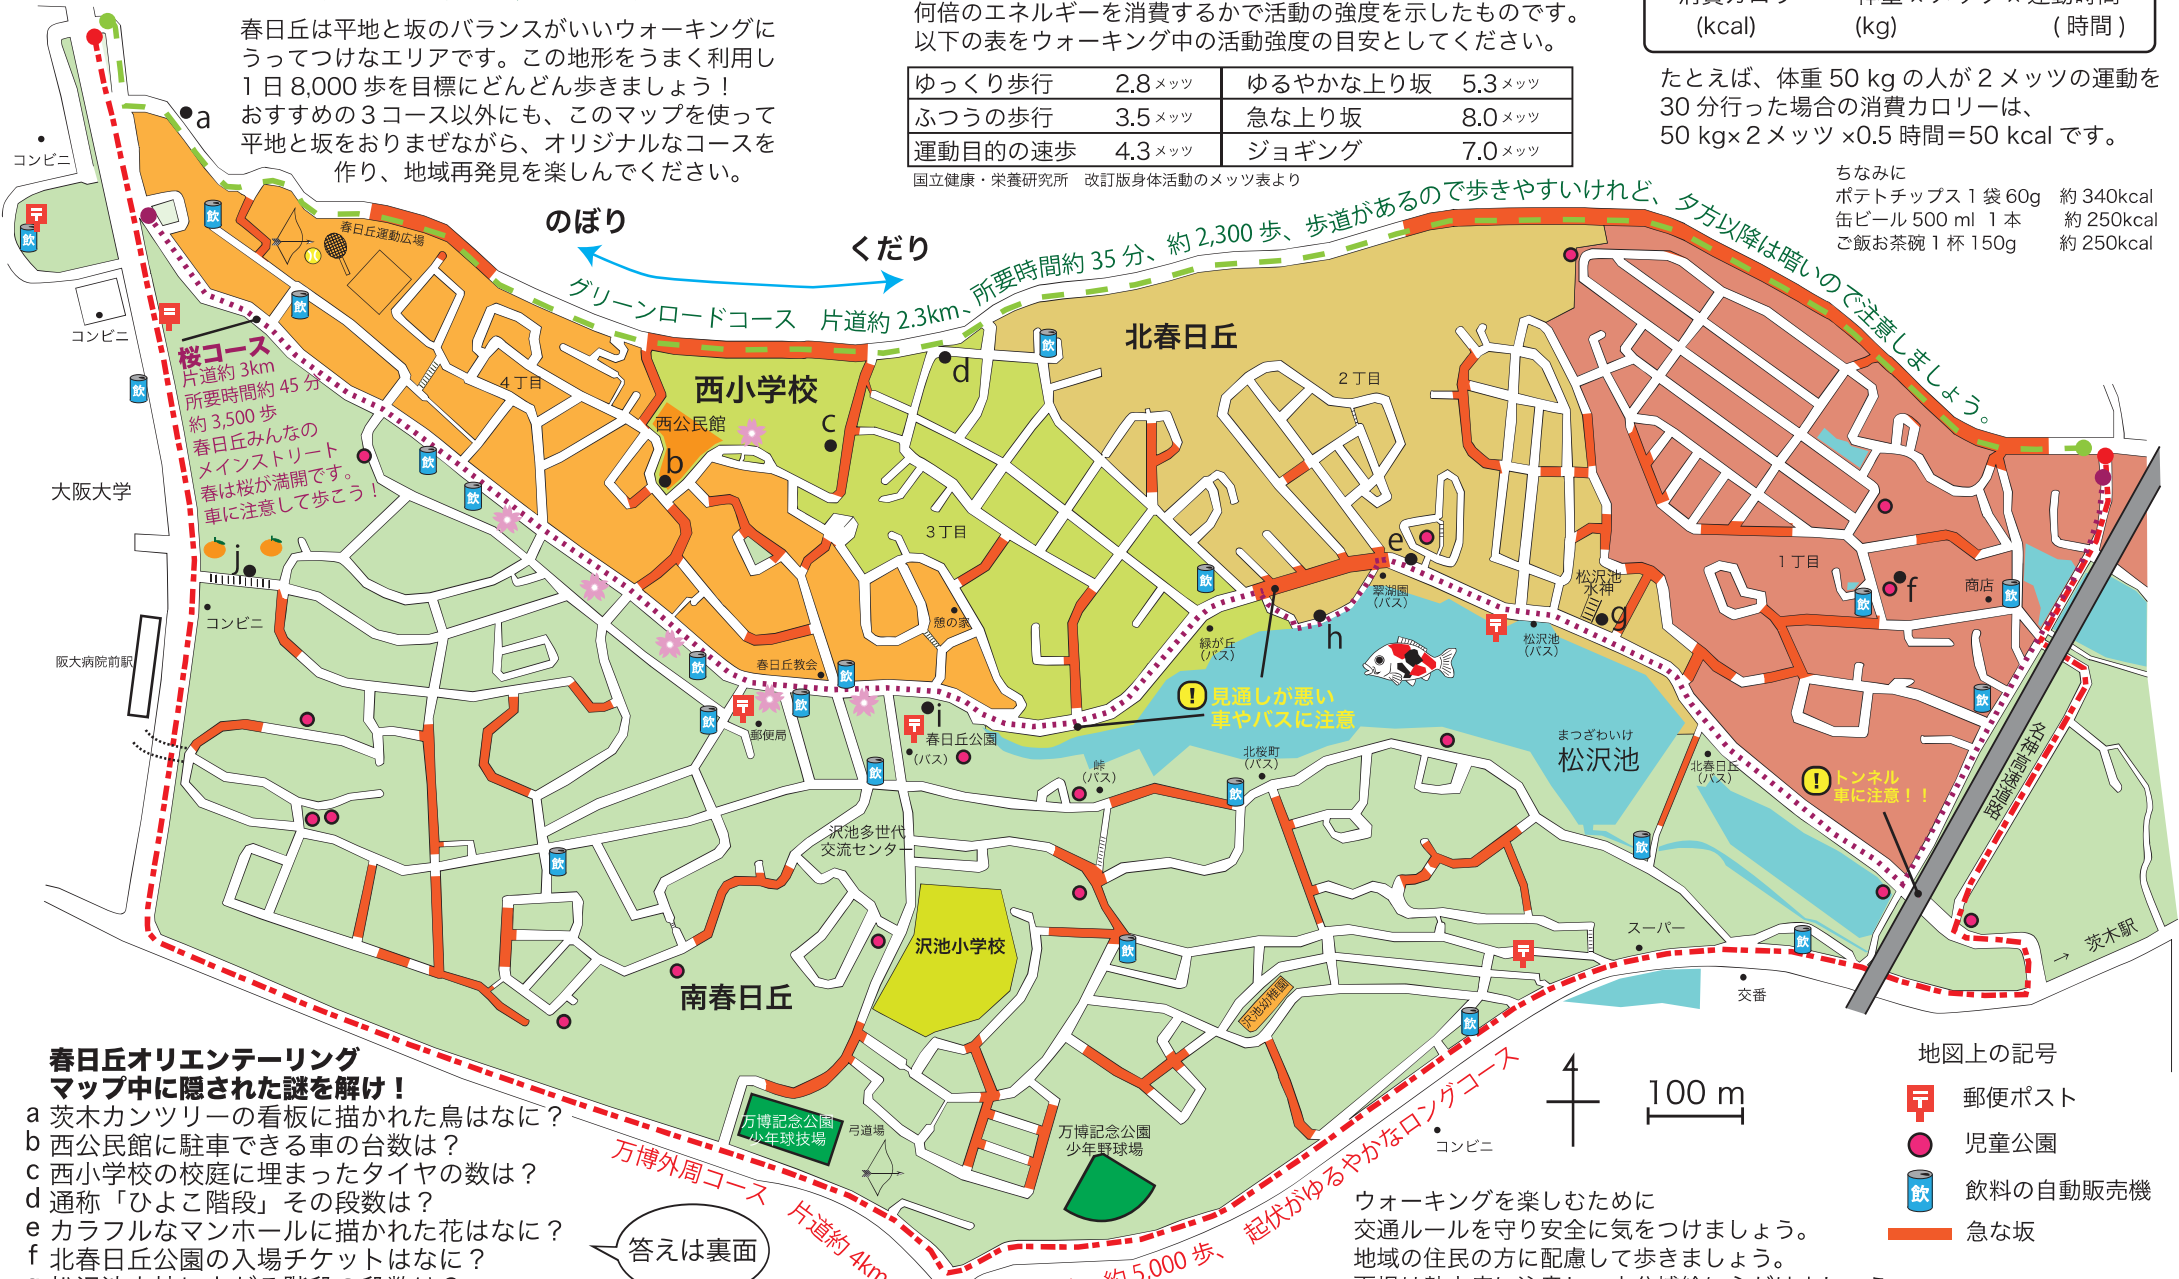 春日丘は平地と坂のバランスがいいウォーキングに
うってつけなエリアです。この地形をうまく利用し
1日8,000歩を目標にどんどん歩きましょう！
おすすめの3コース以外にも、このマップを使って
平地と坂をおりまぜながら、オリジナルなコースを
作り、地域再発見を楽しんでください。
何倍のエネルギーを消費するかで活動の強度を示したものです。
以下の表をウォーキング中の活動強度の目安としてください。
ゆっくり歩行 2.8メッツ ゆるやかな上り坂 5.3メッツ
ふつうの歩行 3.5メッツ 急な上り坂 8.0メッツ
運動目的の速歩 4.3メッツ ジョギング 7.0メッツ
国立健康・栄養研究所 改訂版身体活動のメッツ表より
(kcal) (kg) (時間)
たとえば、体重50 kgの人が2メッツの運動を
30分行った場合の消費カロリーは、
50 kg×2メッツ×0.5時間＝50 kcalです。
ちなみに
ポテトチップス1袋60g 約340kcal
缶ビール500 ml 1本 約250kcal
ご飯お茶碗1杯150g 約250kcal
のぼり
くだり
グリーンロードコース 片道約2.3km、所要時間約35分、約2,300歩、歩道があるので歩きやすいけれど、夕方以降は暗いので注意しましょう。
a
コンビニ
飲
飲
春日丘運動広場
飲
コンビニ
飲
桜コース
片道約3km
所要時間約45分
約3,500歩
春日丘みんなの
メインストリート
春は桜が満開です。
車に注意して歩こう！
4丁目
西小学校
西公民館
b
c
d
飲
北春日丘
2丁目
3丁目
1丁目
飲
飲
大阪大学
j
コンビニ
阪大病院前駅
憩の家
春日丘教会
飲
飲
飲
飲
郵便局
i
春日丘公園
(バス)
飲
飲
緑が丘
(バス)
e
翠湖園
(バス)
h
松沢池
水神
g
松沢池
(バス)
f
商店
飲
飲
飲
!
見通しが悪い
車やバスに注意
まつざわいけ
松沢池
北桜町
(バス)
峠
(バス)
飲
北春日丘
(バス)
!
トンネル
車に注意！！
名神高速道路
飲
飲
沢池多世代
交流センター
沢池小学校
飲
沢池幼稚園
スーパー
飲
交番
→ 茨木駅
飲
南春日丘
万博記念公園
少年球技場
弓道場
万博記念公園
少年野球場
コンビニ
万博外周コース 片道約4km
約5,000歩、 起伏がゆるやかなロングコース
100 m
春日丘オリエンテーリング
マップ中に隠された謎を解け！
a 茨木カンツリーの看板に描かれた鳥はなに？
b 西公民館に駐車できる車の台数は？
c 西小学校の校庭に埋まったタイヤの数は？
d 通称「ひよこ階段」その段数は？
e カラフルなマンホールに描かれた花はなに？
f 北春日丘公園の入場チケットはなに？
答えは裏面
ウォーキングを楽しむために
交通ルールを守り安全に気をつけましょう。
地域の住民の方に配慮して歩きましょう。
地図上の記号
郵便ポスト
児童公園
飲 飲料の自動販売機
急な坂